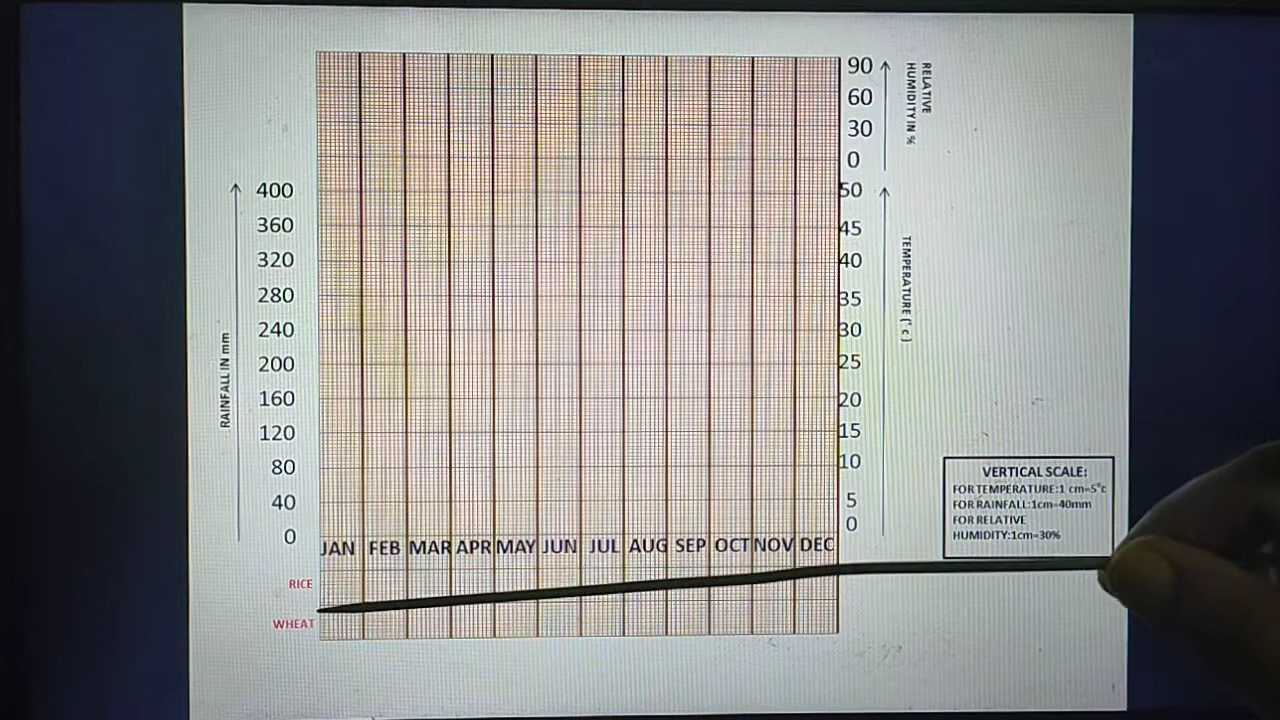 90
60
30
0
RELATIVE
HUMIDITY IN %
400
360
320
280
240
200
160
120
80
40
0
RAINFALL IN mm
50
45
40
35
30
25
20
15
10
5
0
TEMPERATURE (°c)
JAN FEB MAR APR MAY JUN JUL AUG SEP OCT NOV DEC
RICE
WHEAT
VERTICAL SCALE:
FOR TEMPERATURE:1 cm=5°c
FOR RAINFALL:1cm=40mm
FOR RELATIVE
HUMIDITY:1cm=30%